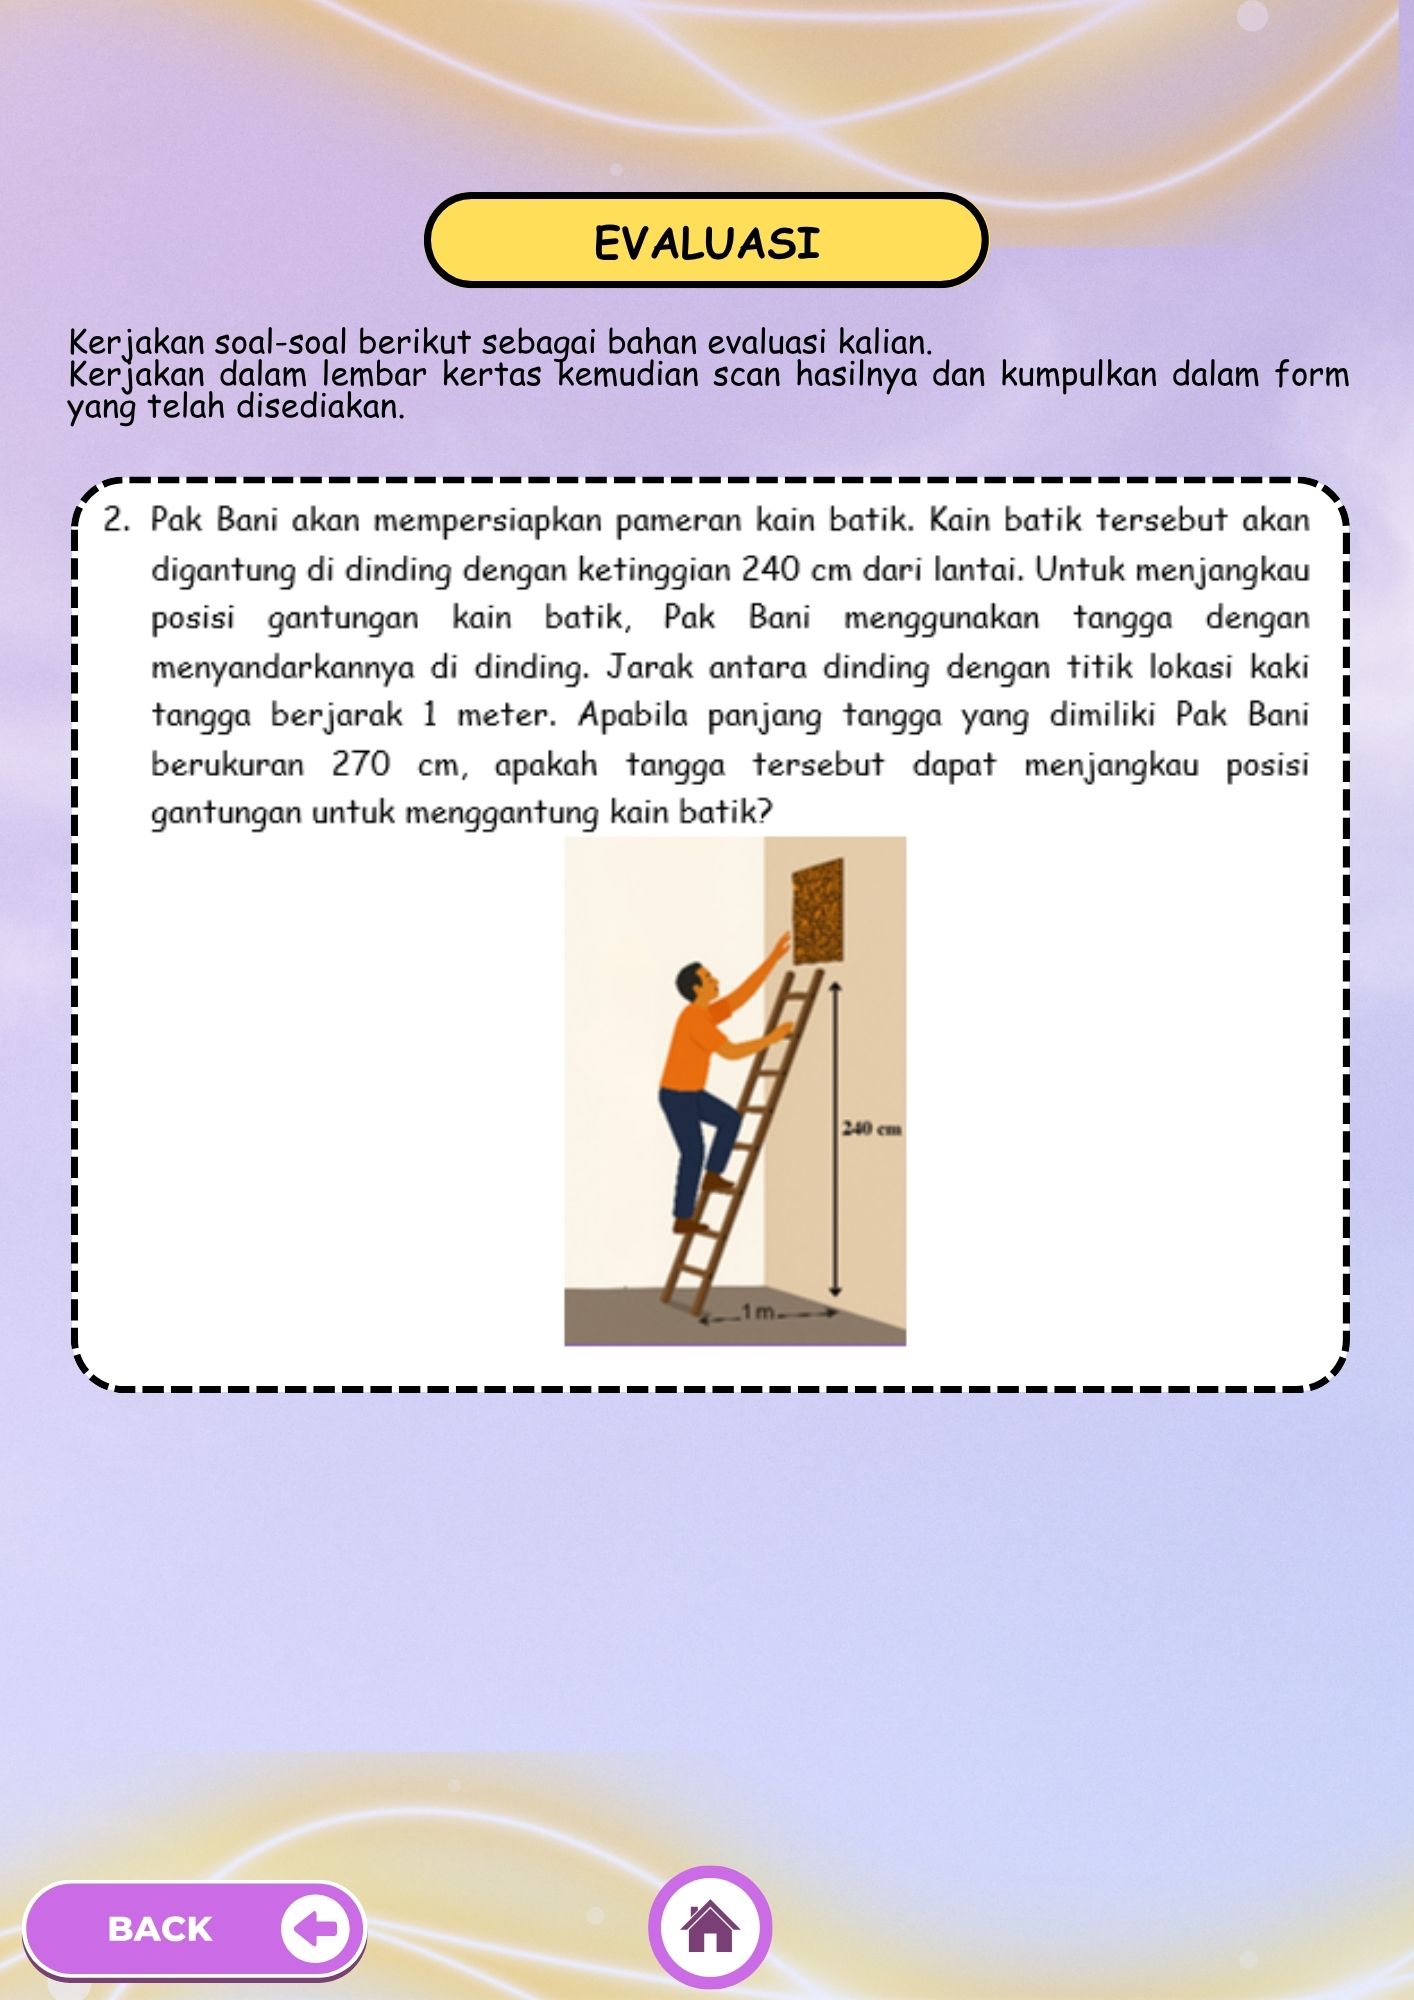 EVALUASI
Kerjakan soal-soal berikut sebagai bahan evaluasi kalian.
Kerjakan dalam lembar kertas kemudian scan hasilnya dan kumpulkan dalam form
yang telah disediakan.
2. Pak Bani akan mempersiapkan pameran kain batik. Kain batik tersebut akan
digantung di dinding dengan ketinggian 240 cm dari lantai. Untuk menjangkau
posisi gantungan kain batik, Pak Bani menggunakan tangga dengan
menyandarkannya di dinding. Jarak antara dinding dengan titik lokasi kaki
tangga berjarak 1 meter. Apabila panjang tangga yang dimiliki Pak Bani
berukuran 270 cm, apakah tangga tersebut dapat menjangkau posisi
gantungan untuk menggantung kain batik?
240 cm
1 m
BACK